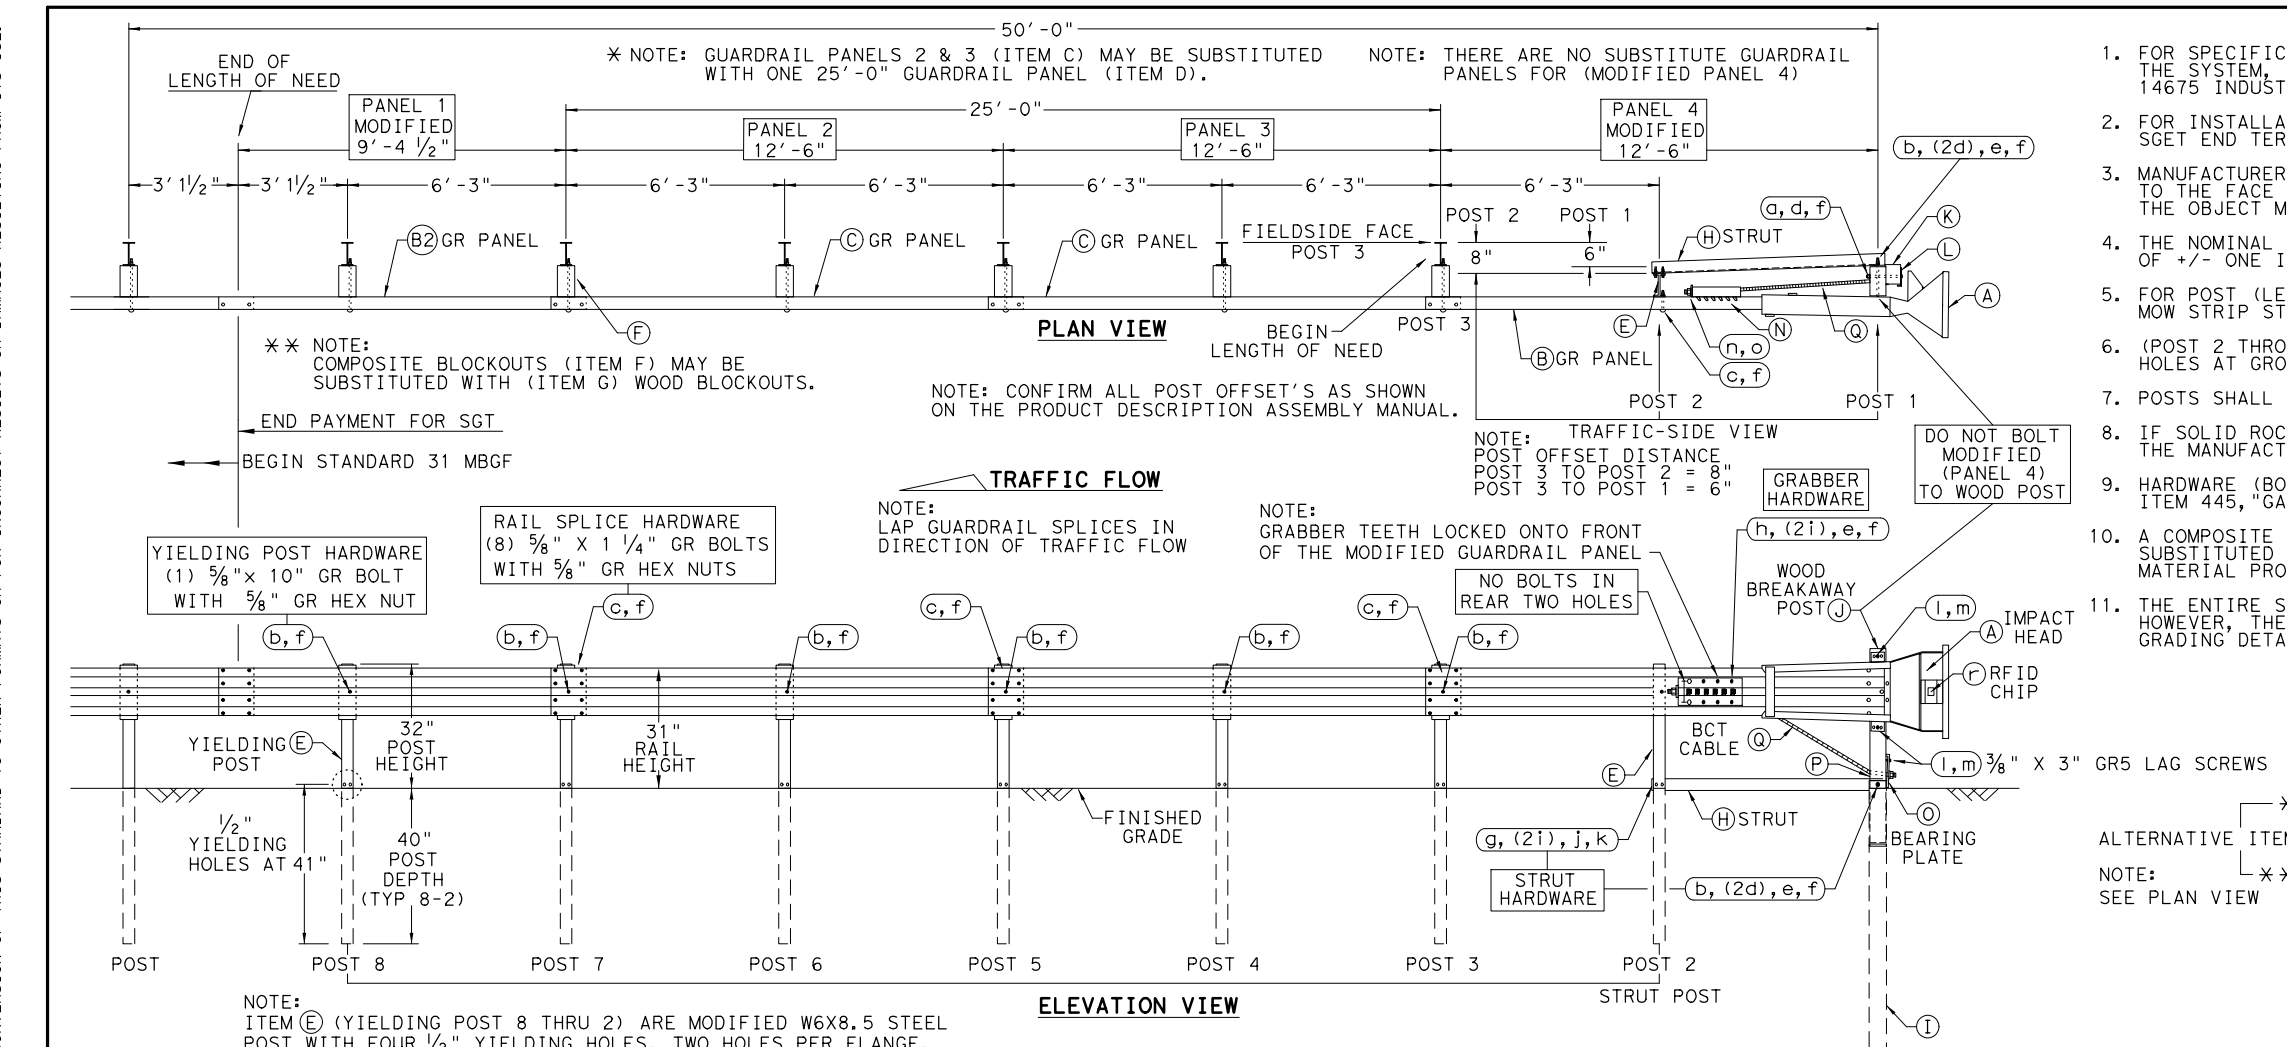 50'-0"
END OF
LENGTH OF NEED
* NOTE: GUARDRAIL PANELS 2 & 3 (ITEM C) MAY BE SUBSTITUTED
WITH ONE 25'-0" GUARDRAIL PANEL (ITEM D).
NOTE: THERE ARE NO SUBSTITUTE GUARDRAIL
PANELS FOR (MODIFIED PANEL 4)
PANEL 1
MODIFIED
9'-4 1/2"
25'-0"
PANEL 2
12'-6"
PANEL 3
12'-6"
PANEL 4
MODIFIED
12'-6"
b, (2d), e, f
3' 1 1/2"
3' 1 1/2"
6'-3"
6'-3"
6'-3"
6'-3"
6'-3"
6'-3"
POST 2
POST 1
a, d, f
K
B2 GR PANEL
C GR PANEL
C GR PANEL
FIELDSIDE FACE
POST 3
8"
6"
H STRUT
L
A
F
PLAN VIEW
BEGIN
LENGTH OF NEED
POST 3
E
N
Q
n, o
B GR PANEL
c, f
** NOTE:
COMPOSITE BLOCKOUTS (ITEM F) MAY BE
SUBSTITUTED WITH (ITEM G) WOOD BLOCKOUTS.
NOTE: CONFIRM ALL POST OFFSET'S AS SHOWN
ON THE PRODUCT DESCRIPTION ASSEMBLY MANUAL.
POST 2
POST 1
END PAYMENT FOR SGT
BEGIN STANDARD 31 MBGF
TRAFFIC-SIDE VIEW
NOTE:
POST OFFSET DISTANCE
POST 3 TO POST 2 = 8"
POST 3 TO POST 1 = 6"
DO NOT BOLT
MODIFIED
(PANEL 4)
TO WOOD POST
TRAFFIC FLOW
NOTE:
LAP GUARDRAIL SPLICES IN
DIRECTION OF TRAFFIC FLOW
NOTE:
GRABBER TEETH LOCKED ONTO FRONT
OF THE MODIFIED GUARDRAIL PANEL
GRABBER
HARDWARE
h, (2i), e, f
YIELDING POST HARDWARE
(1) 5/8"x 10" GR BOLT
WITH 5/8" GR HEX NUT
RAIL SPLICE HARDWARE
(8) 5/8" X 1 1/4" GR BOLTS
WITH 5/8" GR HEX NUTS
NO BOLTS IN
REAR TWO HOLES
WOOD
BREAKAWAY
POST J
l, m
A IMPACT
HEAD
r RFID
CHIP
c, f
c, f
c, f
b, f
b, f
b, f
b, f
b, f
b, f
YIELDING E
POST
32"
POST
HEIGHT
31"
RAIL
HEIGHT
BCT
CABLE Q
E
P
l, m 3/8" X 3" GR5 LAG SCREWS
1/2"
YIELDING
HOLES AT 41"
40"
POST
DEPTH
(TYP 8-2)
FINISHED
GRADE
H STRUT
O
BEARING
PLATE
g, (2i), j, k
STRUT
HARDWARE
b, (2d), e, f
POST
POST 8
POST 7
POST 6
POST 5
POST 4
POST 3
POST 2
STRUT POST
ELEVATION VIEW
I
NOTE:
ITEM E (YIELDING POST 8 THRU 2) ARE MODIFIED W6X8.5 STEEL
POST WITH FOUR 1/2" YIELDING HOLES, TWO HOLES PER FLANGE.
1. FOR SPECIFIC
THE SYSTEM,
14675 INDUST
2. FOR INSTALLA
SGET END TER
3. MANUFACTURER
TO THE FACE
THE OBJECT M
4. THE NOMINAL
OF +/- ONE I
5. FOR POST (LE
MOW STRIP ST
6. (POST 2 THRO
HOLES AT GRO
7. POSTS SHALL
8. IF SOLID ROC
THE MANUFACT
9. HARDWARE (BO
ITEM 445,"GA
10. A COMPOSITE
SUBSTITUTED
MATERIAL PRO
11. THE ENTIRE S
HOWEVER, THE
GRADING DETA
ALTERNATIVE ITEM
NOTE:
SEE PLAN VIEW